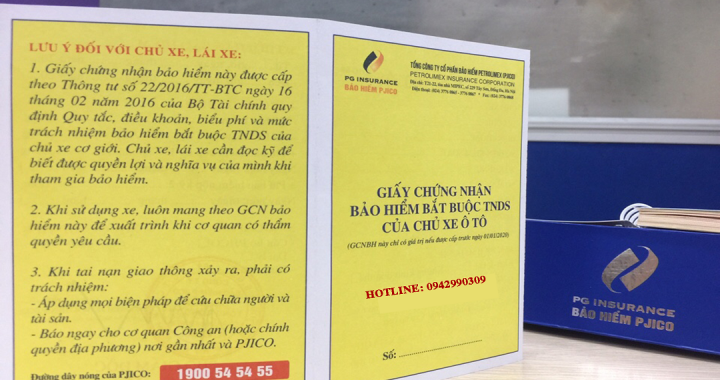 LƯU Ý ĐỐI VỚI CHỦ XE, LÁI XE:
1. Giấy chứng nhận bảo hiểm này được cấp
theo Thông tư số 22/2016/TT-BTC ngày 16
tháng 02 năm 2016 của Bộ Tài chính quy
định Quy tắc, điều khoản, biểu phí và mức
trách nhiệm bảo hiểm bắt buộc TNDS của
chủ xe cơ giới. Chủ xe, lái xe cần đọc kỹ để
biết được quyền lợi và nghĩa vụ của mình khi
tham gia bảo hiểm.
2. Khi sử dụng xe, luôn mang theo GCN bảo
hiểm này để xuất trình khi cơ quan có thẩm
quyền yêu cầu.
3. Khi tai nạn giao thông xảy ra, phải có
trách nhiệm:
- Áp dụng mọi biện pháp để cứu chữa người và
tài sản.
- Báo ngay cho cơ quan Công an (hoặc chính
quyền địa phương) nơi gần nhất và PJICO.
Đường dây nóng của PJICO: 1900 54 54 55
PG INSURANCE
BẢO HIỂM PJICO
TỔNG CÔNG TY CỔ PHẦN BẢO HIỂM PETROLIMEX (PJICO)
PETROLIMEX INSURANCE CORPORATION
GIẤY CHỨNG NHẬN
BẢO HIỂM BẮT BUỘC TNDS
CỦA CHỦ XE Ô TÔ
(GCNBH này chỉ có giá trị nếu được cấp trước ngày 01/01/2020)
HOTLINE: 0942990309
Số: ..............................
PG INSURANCE
BẢO HIỂM PJICO